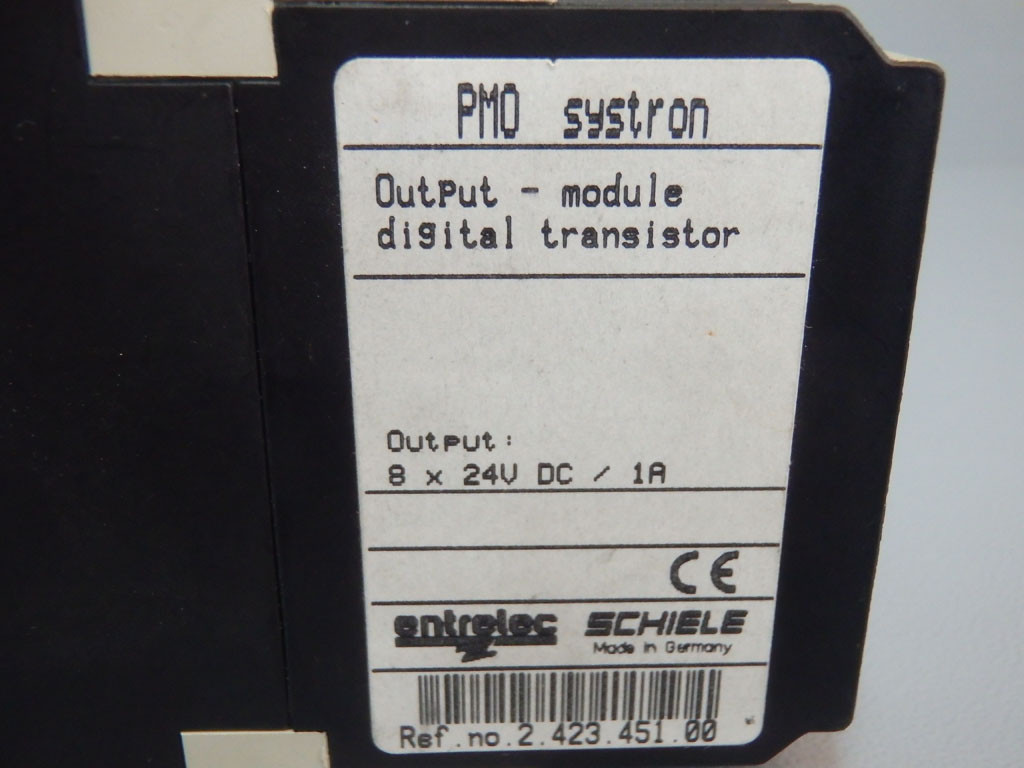 PMO systron
Output - module
digital transistor
Output:
8 x 24V DC / 1A
CE
entrelec SCHIELE
Made in Germany
Ref.no.2.423.451.00